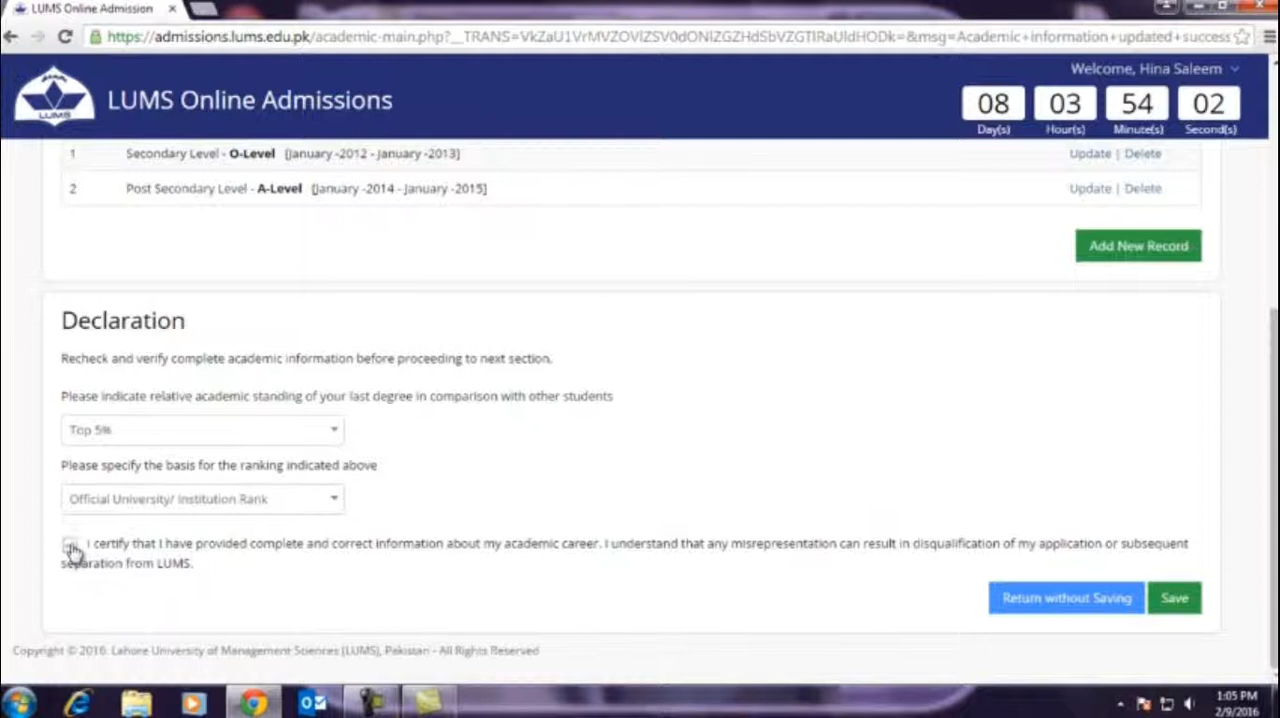 LUMS Online Admission
https://admissions.lums.edu.pk/academic-main.php?__TRANS=&msg=Academic+information+updated+success
Welcome, Hina Saleem
LUMS
LUMS Online Admissions
08 03 54 02
Day(s) Hour(s) Minute(s) Second(s)
1 Secondary Level - O-Level [January -2012 - January -2013] Update | Delete
2 Post Secondary Level - A-Level [January -2014 - January -2015] Update | Delete
Add New Record
Declaration
Recheck and verify complete academic information before proceeding to next section.
Please indicate relative academic standing of your last degree in comparison with other students
Top 5%
Please specify the basis for the ranking indicated above
Official University/ Institution Rank
I certify that I have provided complete and correct information about my academic career. I understand that any misrepresentation can result in disqualification of my application or subsequent
separation from LUMS.
Return without Saving Save
Copyright © 2016. Lahore University of Management Sciences (LUMS), Pakistan - All Rights Reserved
1:05 PM
2/9/2016